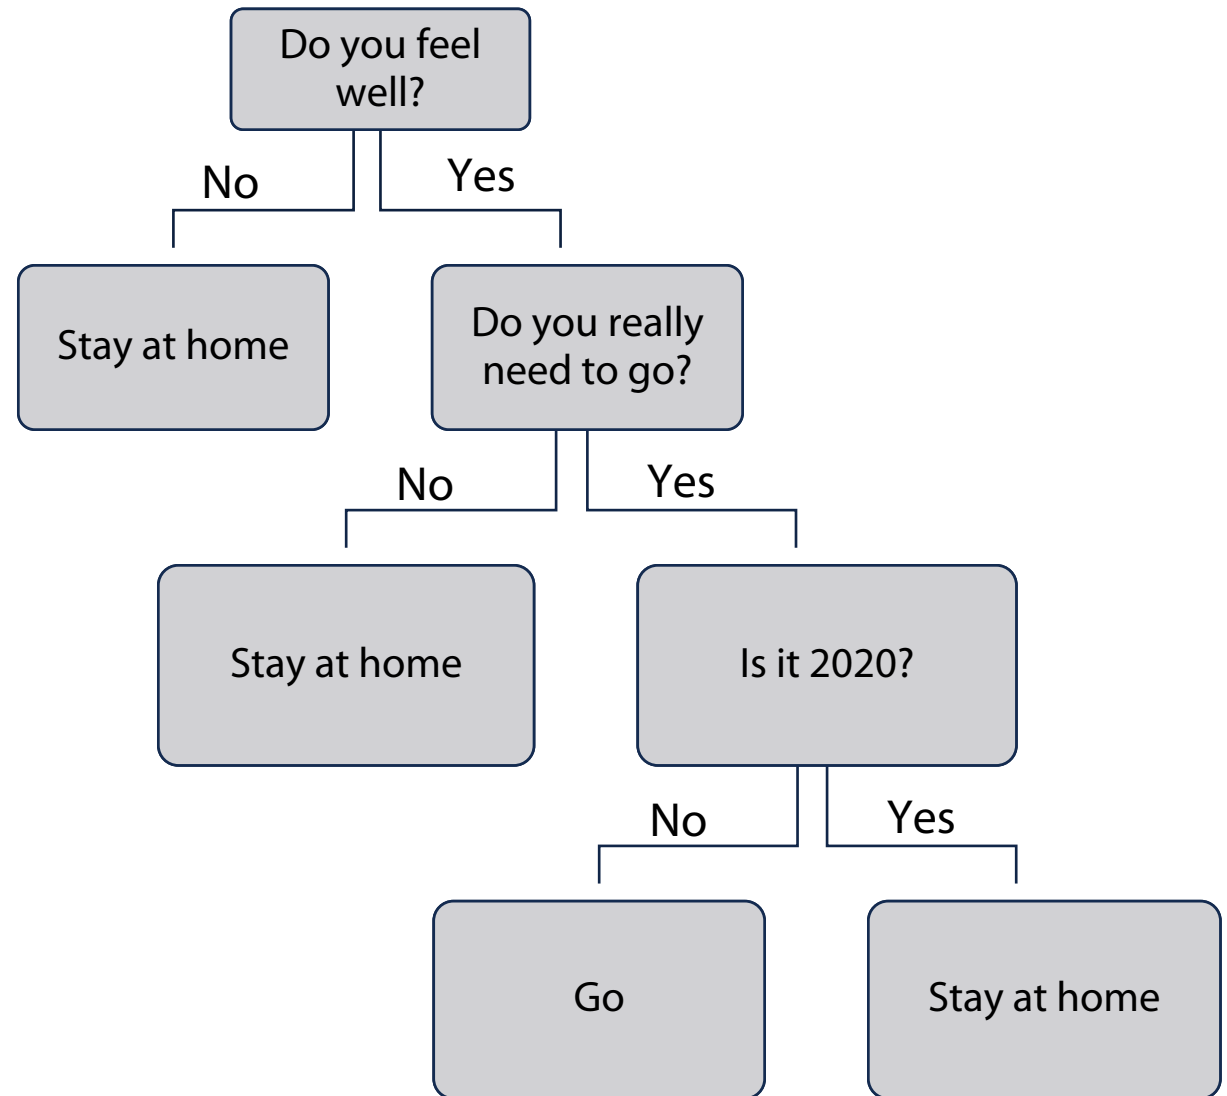 Do you feel
well?
No
Yes
Stay at home
Do you really
need to go?
No
Yes
Stay at home
Is it 2020?
No
Yes
Go
Stay at home